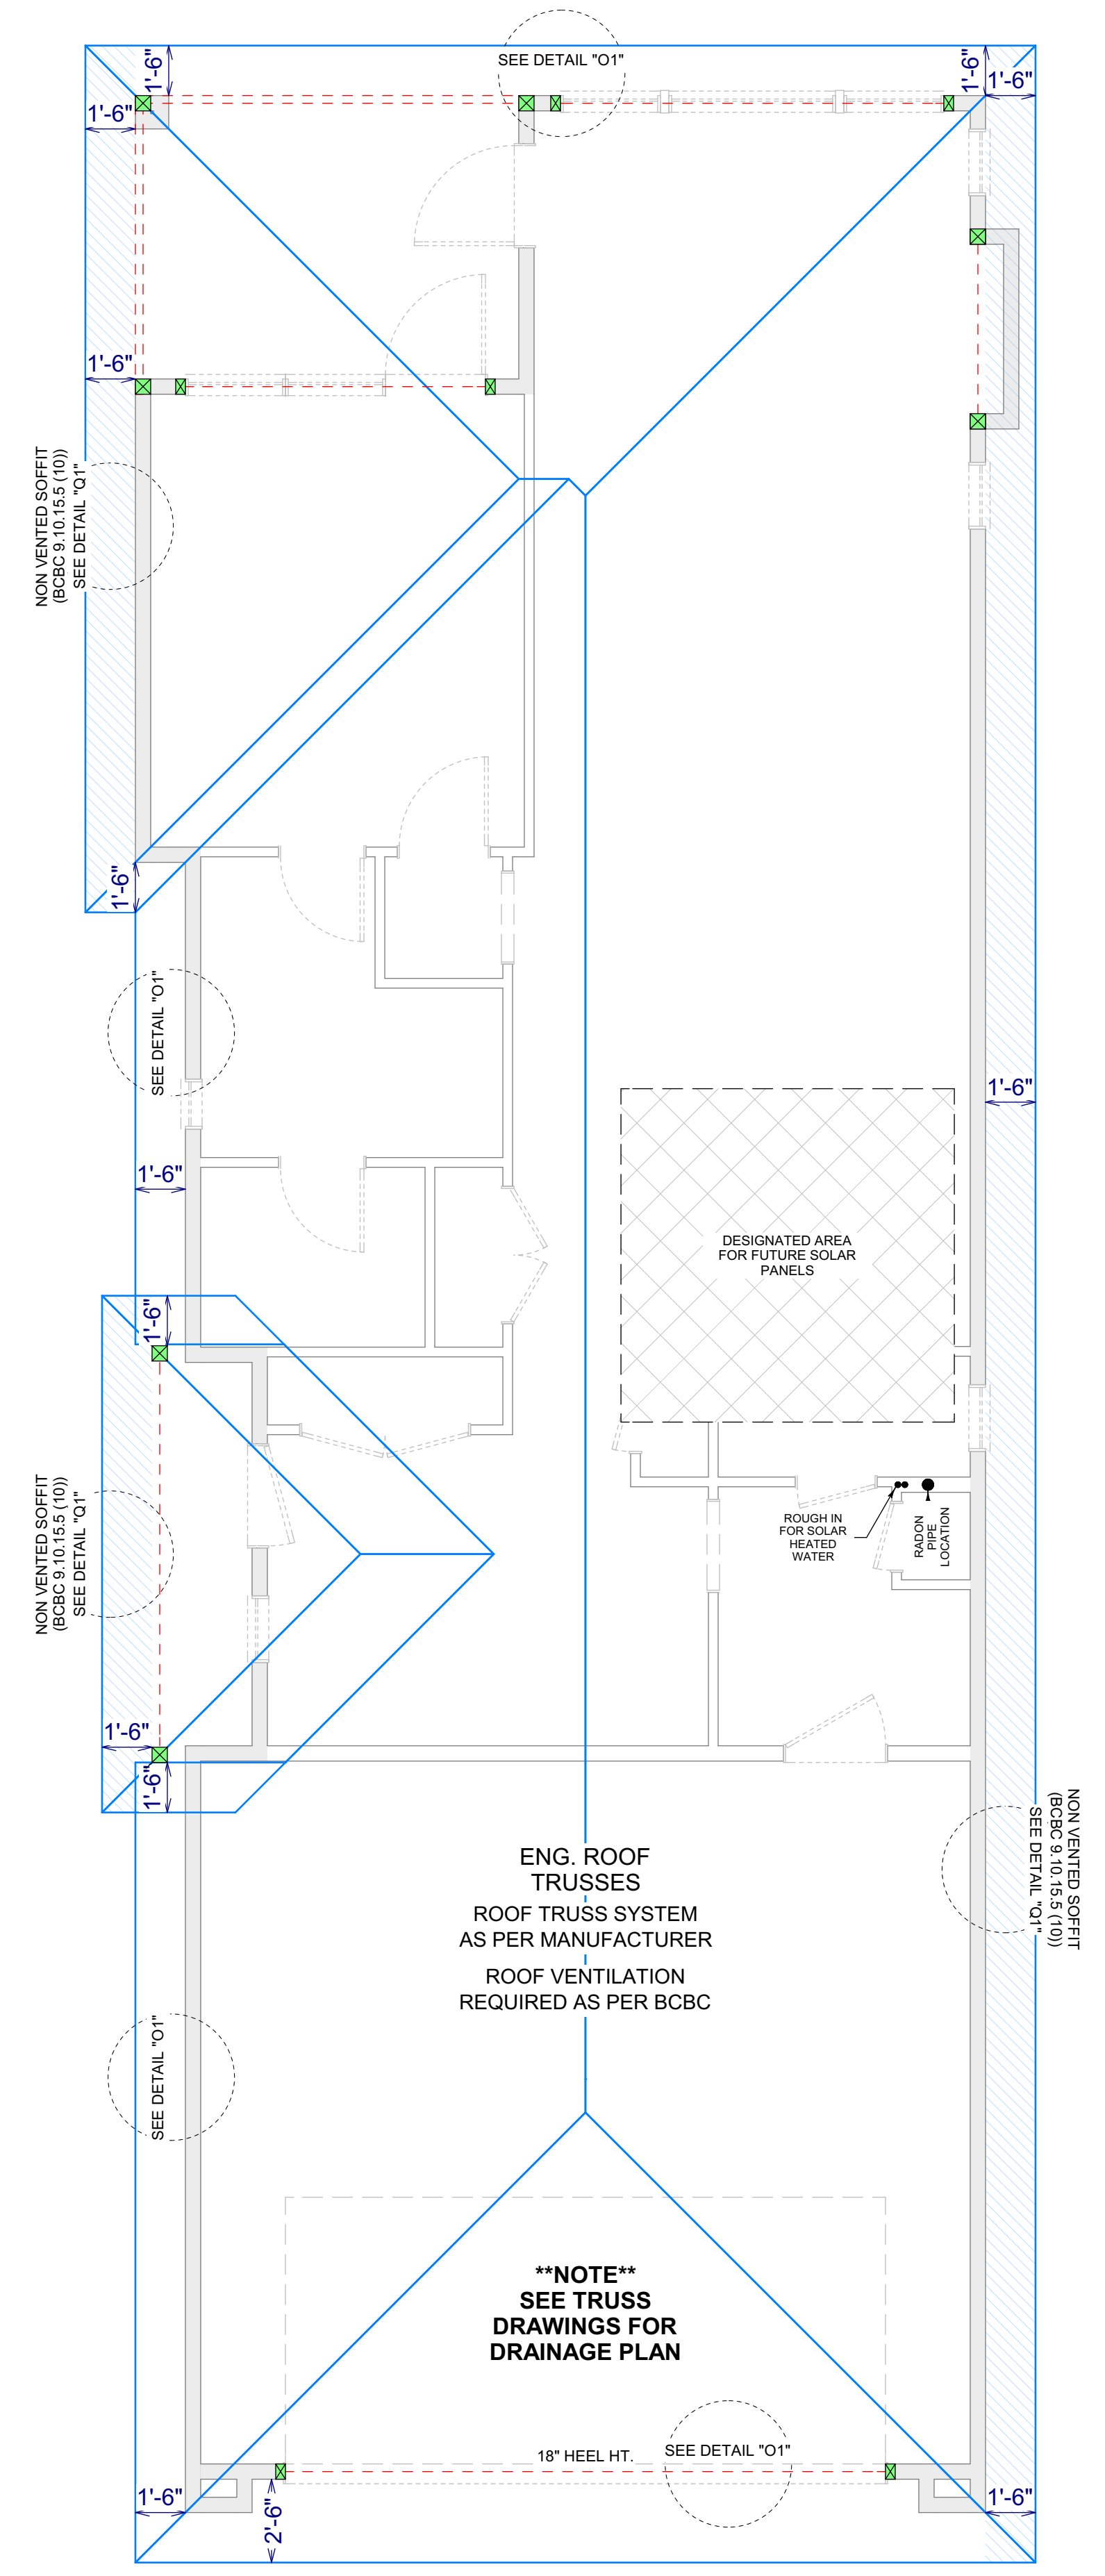 SEE DETAIL "O1"
1'-6"
1'-6"
1'-6"
1'-6"
1'-6"
NON VENTED SOFFIT
(BCBC 9.10.15.5 (10))
SEE DETAIL "Q1"
1'-6"
SEE DETAIL "O1"
1'-6"
1'-6"
DESIGNATED AREA
FOR FUTURE SOLAR
PANELS
1'-6"
NON VENTED SOFFIT
(BCBC 9.10.15.5 (10))
SEE DETAIL "Q1"
ROUGH IN
FOR SOLAR
HEATED
WATER
RADON
PIPE
LOCATION
1'-6"
1'-6"
NON VENTED SOFFIT
(BCBC 9.10.15.5 (10))
SEE DETAIL "Q1"
ENG. ROOF
TRUSSES
ROOF TRUSS SYSTEM
AS PER MANUFACTURER
ROOF VENTILATION
REQUIRED AS PER BCBC
SEE DETAIL "O1"
**NOTE**
SEE TRUSS
DRAWINGS FOR
DRAINAGE PLAN
18" HEEL HT.
SEE DETAIL "O1"
1'-6"
2'-6"
1'-6"